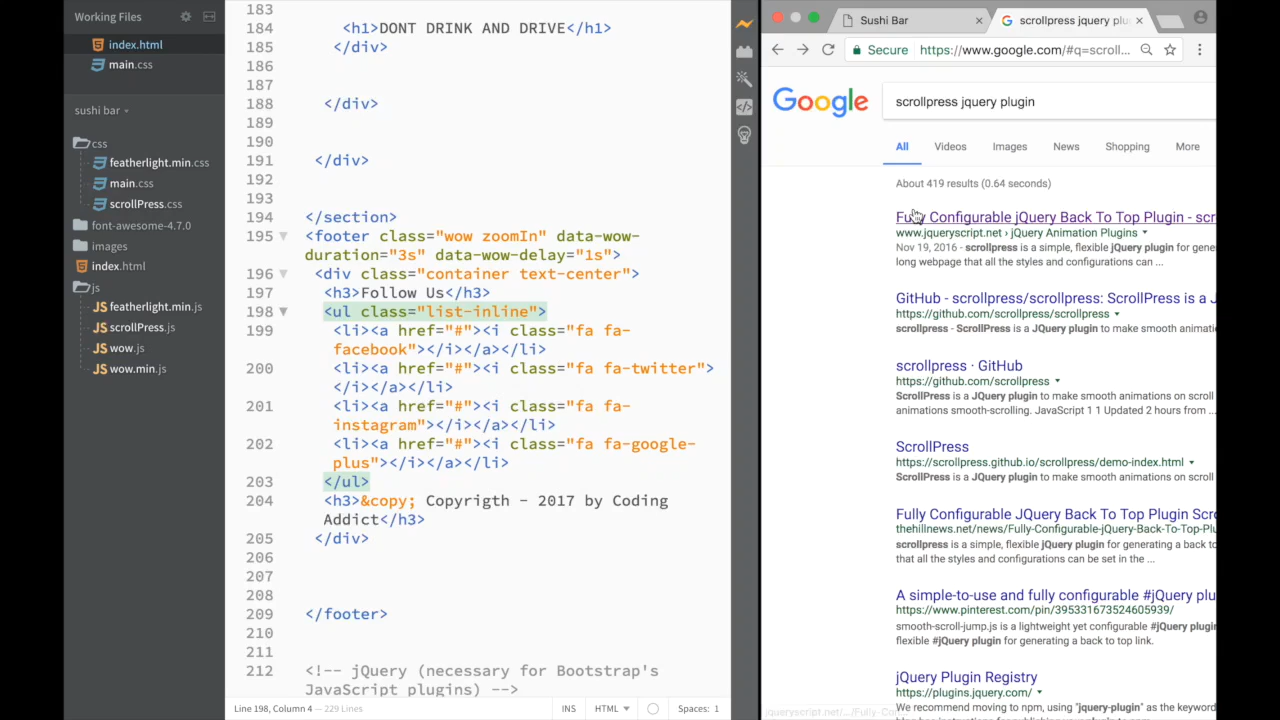 Working Files
index.html
main.css
sushi bar
css
featherlight.min.css
main.css
scrollPress.css
font-awesome-4.7.0
images
index.html
js
featherlight.min.js
scrollPress.js
wow.js
wow.min.js
183
184 <h1>DONT DRINK AND DRIVE</h1>
185 </div>
186
187
188 </div>
189
190
191 </div>
192
193
194 </section>
195 <footer class="wow zoomIn" data-wow-
duration="3s" data-wow-delay="1s">
196 <div class="container text-center">
197 <h3>Follow Us</h3>
198 <ul class="list-inline">
199 <li><a href="#"><i class="fa fa-
facebook"></i></a></li>
200 <li><a href="#"><i class="fa fa-twitter">
</i></a></li>
201 <li><a href="#"><i class="fa fa-
instagram"></i></a></li>
202 <li><a href="#"><i class="fa fa-google-
plus"></i></a></li>
203 </ul>
204 <h3>&copy; Copyrigth - 2017 by Coding
Addict</h3>
205 </div>
206
207
208
209 </footer>
210
211
212 <!-- jQuery (necessary for Bootstrap's
JavaScript plugins) -->
Line 198, Column 4 — 229 Lines
INS
HTML
Spaces: 1
Sushi Bar
scrollpress jquery plu
Secure
https://www.google.com/#q=scroll...
Google
scrollpress jquery plugin
All Videos Images News Shopping More
About 419 results (0.64 seconds)
Fully Configurable jQuery Back To Top Plugin - scr
www.jqueryscript.net › jQuery Animation Plugins
Nov 19, 2016 - scrollpress is a simple, flexible jQuery plugin for gene
long webpage that all the styles and configurations can ...
GitHub - scrollpress/scrollpress: ScrollPress is a J
https://github.com/scrollpress/scrollpress
scrollpress - ScrollPress is a JQuery plugin to make smooth animati
scrollpress · GitHub
https://github.com/scrollpress
ScrollPress is a JQuery plugin to make smooth animations on scroll
animations smooth-scrolling. JavaScript 1 1 Updated 2 hours from ...
ScrollPress
https://scrollpress.github.io/scrollpress/demo-index.html
ScrollPress is a JQuery plugin to make smooth animations on scroll
Fully Configurable JQuery Back To Top Plugin Scro
thehillnews.net/news/Fully-Configurable-jQuery-Back-To-Top-Plu
scrollpress is a simple, flexible jQuery plugin for generating a back to
that all the styles and configurations can be set in the ...
A simple-to-use and fully configurable #jQuery plu
https://www.pinterest.com/pin/395331673524605939/
smooth-scroll-jump.js is a lightweight yet configurable #jQuery plugi
flexible #jQuery plugin for generating a back to top link.
jQuery Plugin Registry
https://plugins.jquery.com/
We recommend moving to npm, using "jquery-plugin" as the keyword